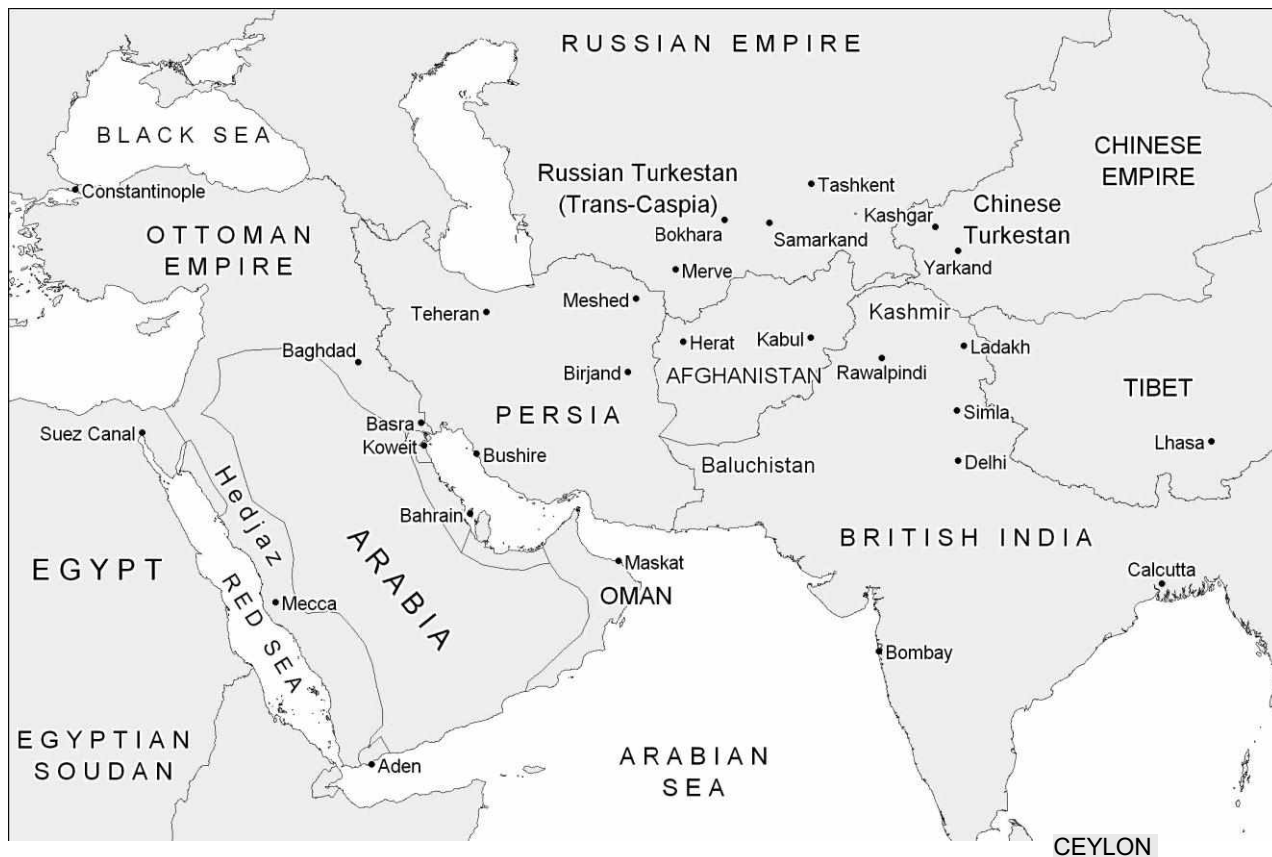 RUSSIAN EMPIRE
BLACK SEA
CHINESE
EMPIRE
Constantinople
Russian Turkestan
(Trans-Caspia)
Tashkent
Kashgar
Chinese
Turkestan
Bokhara
Samarkand
Yarkand
OTTOMAN
EMPIRE
Merve
Meshed
Teheran
Kashmir
Herat
Kabul
Ladakh
Baghdad
Birjand
AFGHANISTAN
Rawalpindi
TIBET
PERSIA
Simla
Basra
Suez Canal
Koweit
Bushire
Lhasa
Baluchistan
Delhi
Hedjaz
Bahrain
ARABIA
BRITISH INDIA
EGYPT
Maskat
Calcutta
OMAN
Mecca
RED SEA
Bombay
EGYPTIAN
SOUDAN
Aden
ARABIAN
SEA
CEYLON